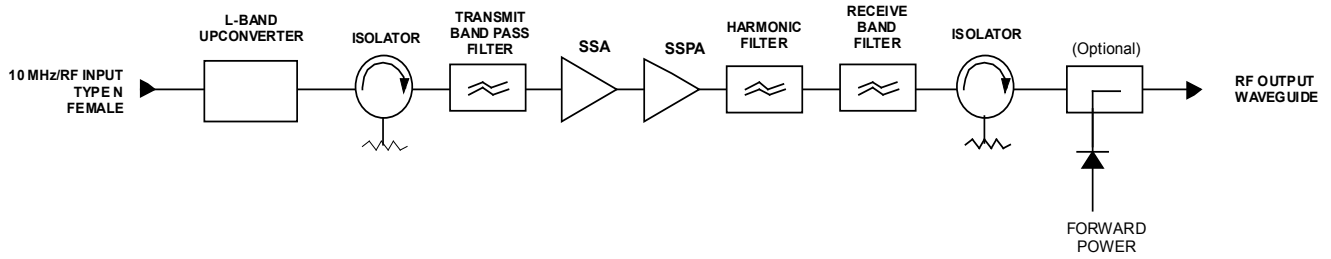 10 MHz/RF INPUT
TYPE N
FEMALE
L-BAND
UPCONVERTER
ISOLATOR
TRANSMIT
BAND PASS
FILTER
SSA
SSPA
HARMONIC
FILTER
RECEIVE
BAND
FILTER
ISOLATOR
(Optional)
RF OUTPUT
WAVEGUIDE
FORWARD
POWER